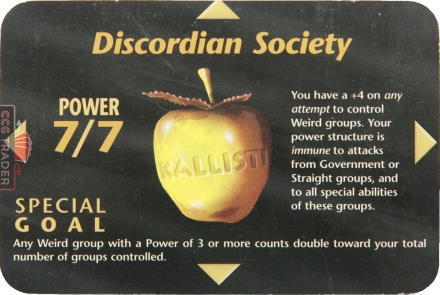 Discordian Society
POWER
7/7
You have a +4 on any
attempt to control
Weird groups. Your
power structure is
immune to attacks
from Government or
Straight groups, and
to all special abilities
of these groups.
KALLISTI
SPECIAL
GOAL
Any Weird group with a Power of 3 or more counts double toward your total
number of groups controlled.
CCG
TRADER